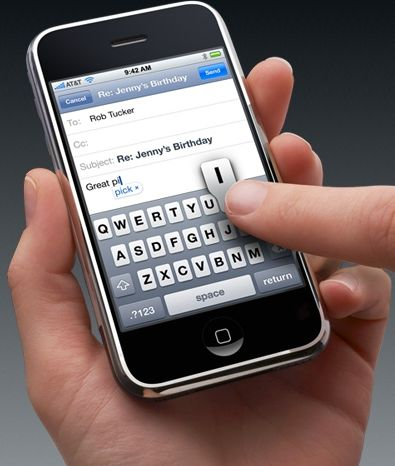 AT&T 9:42 AM
Cancel Re: Jenny's Birthday Send
To: Rob Tucker
Cc:
Subject: Re: Jenny's Birthday
Great pi
pick ×
I
Q W E R T Y U
A S D F G H J
Z X C V B N M
.?123 space return